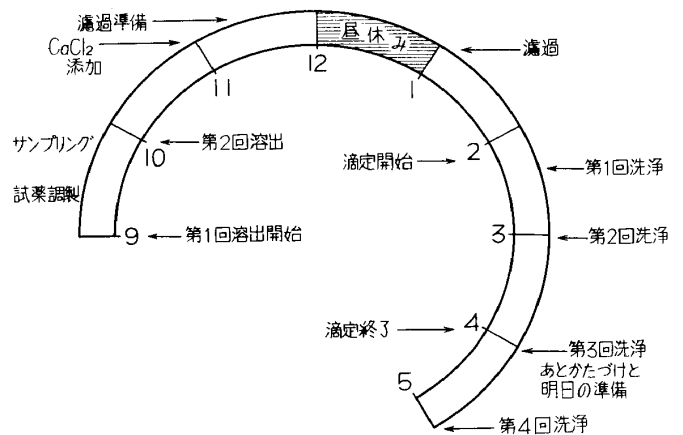 濾過準備
CaCl2
添加
サンプリング
試薬調製
9
第1回溶出開始
10
第2回溶出
11
12
昼休み
1
濾過
2
滴定開始
第1回洗浄
3
第2回洗浄
4
滴定終了
第3回洗浄
あとかたづけと
明日の準備
5
第4回洗浄